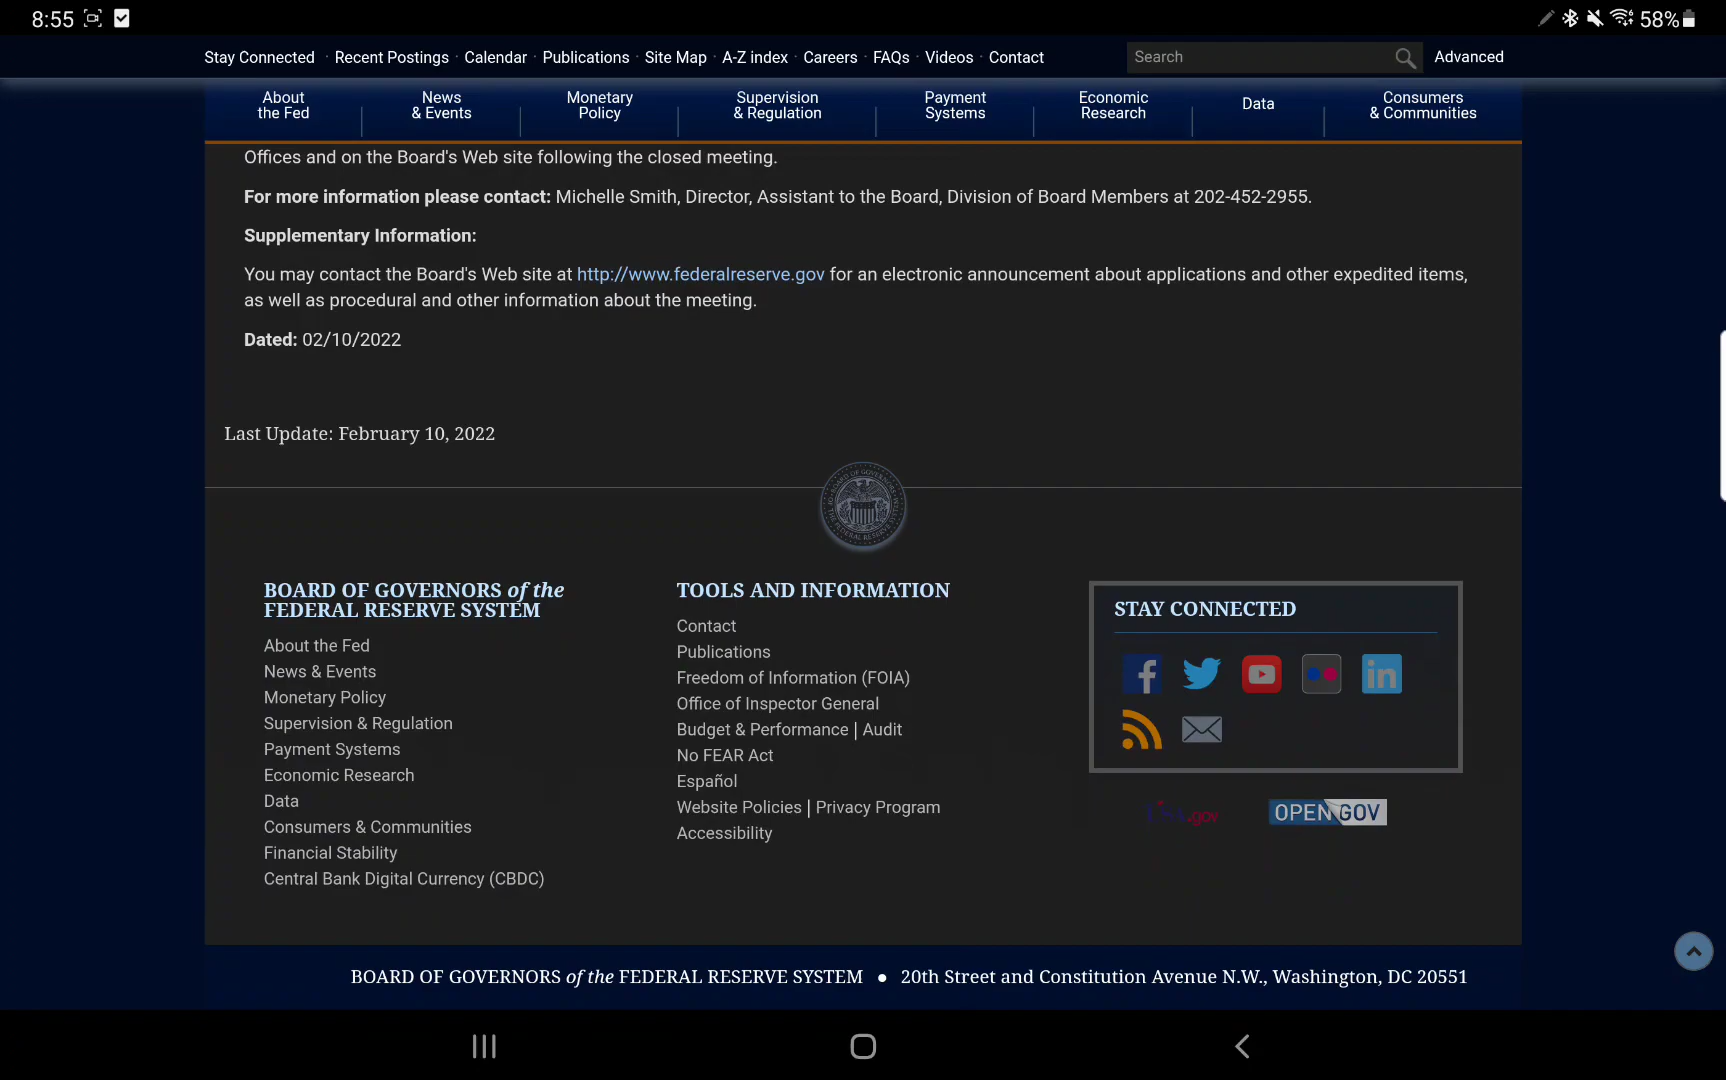 8:55
58%
Stay Connected · Recent Postings · Calendar · Publications · Site Map · A-Z index · Careers · FAQs · Videos · Contact
Search
Advanced
About
the Fed
News
& Events
Monetary
Policy
Supervision
& Regulation
Payment
Systems
Economic
Research
Data
Consumers
& Communities
Offices and on the Board's Web site following the closed meeting.
For more information please contact: Michelle Smith, Director, Assistant to the Board, Division of Board Members at 202-452-2955.
Supplementary Information:
You may contact the Board's Web site at http://www.federalreserve.gov for an electronic announcement about applications and other expedited items,
as well as procedural and other information about the meeting.
Dated: 02/10/2022
Last Update: February 10, 2022
BOARD OF GOVERNORS of the
FEDERAL RESERVE SYSTEM
About the Fed
News & Events
Monetary Policy
Supervision & Regulation
Payment Systems
Economic Research
Data
Consumers & Communities
Financial Stability
Central Bank Digital Currency (CBDC)
TOOLS AND INFORMATION
Contact
Publications
Freedom of Information (FOIA)
Office of Inspector General
Budget & Performance | Audit
No FEAR Act
Español
Website Policies | Privacy Program
Accessibility
STAY CONNECTED
f
in
.gov
OPEN GOV
BOARD OF GOVERNORS of the FEDERAL RESERVE SYSTEM ● 20th Street and Constitution Avenue N.W., Washington, DC 20551